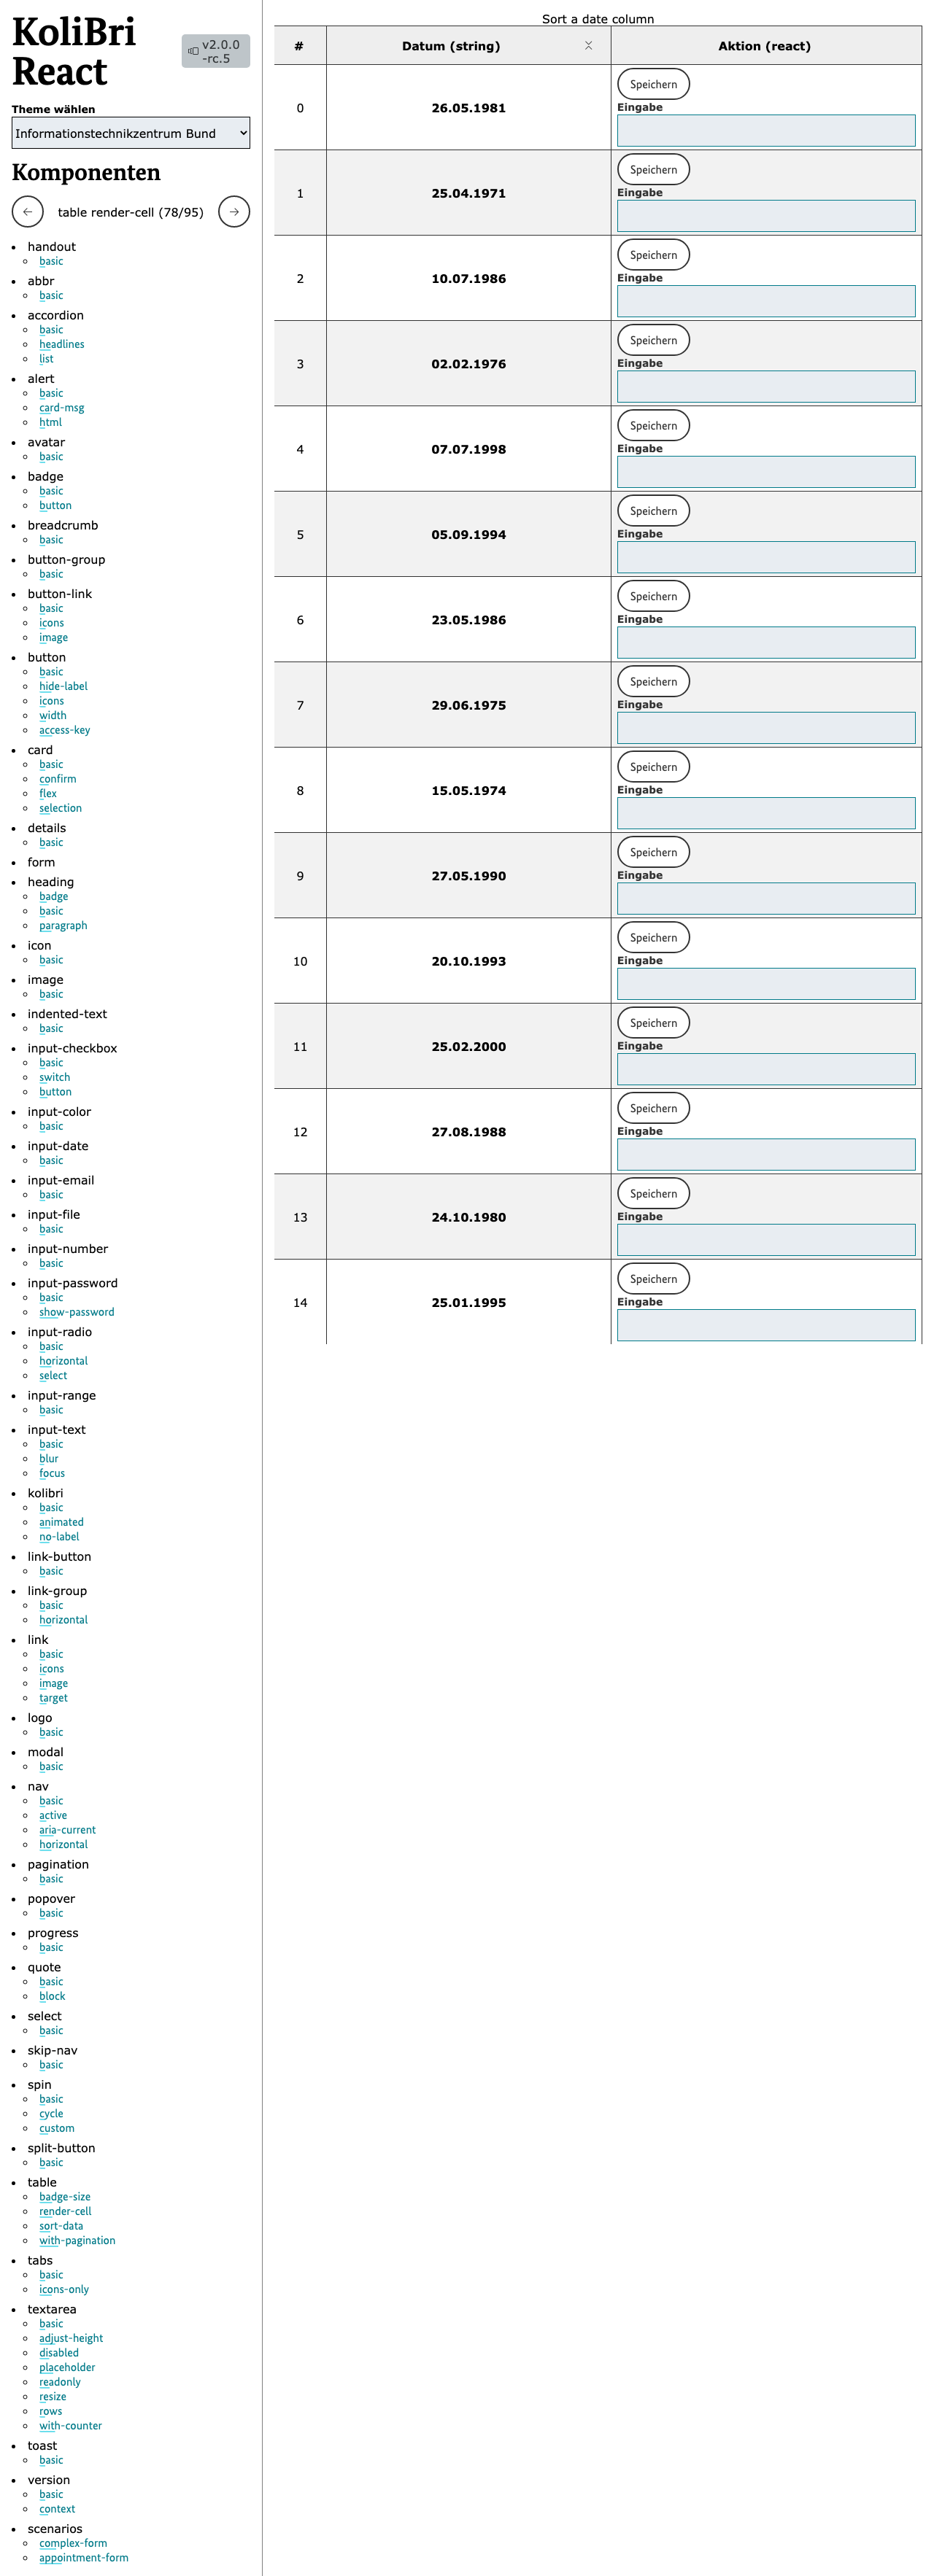 KoliBri
React
v2.0.0
-rc.5
Theme wählen
Informationstechnikzentrum Bund
Komponenten
table render-cell (78/95)
handout
basic
abbr
basic
accordion
basic
headlines
list
alert
basic
card-msg
html
avatar
basic
badge
basic
button
breadcrumb
basic
button-group
basic
button-link
basic
icons
image
button
basic
hide-label
icons
width
access-key
card
basic
confirm
flex
selection
details
basic
form
heading
badge
basic
paragraph
icon
basic
image
basic
indented-text
basic
input-checkbox
basic
switch
button
input-color
basic
input-date
basic
input-email
basic
input-file
basic
input-number
basic
input-password
basic
show-password
input-radio
basic
horizontal
select
input-range
basic
input-text
basic
blur
focus
kolibri
basic
animated
no-label
link-button
basic
link-group
basic
horizontal
link
basic
icons
image
target
logo
basic
modal
basic
nav
basic
active
aria-current
horizontal
pagination
basic
popover
basic
progress
basic
quote
basic
block
select
basic
skip-nav
basic
spin
basic
cycle
custom
split-button
basic
table
badge-size
render-cell
sort-data
with-pagination
tabs
basic
icons-only
textarea
basic
adjust-height
disabled
placeholder
readonly
resize
rows
with-counter
toast
basic
version
basic
context
scenarios
complex-form
appointment-form
Sort a date column
# Datum (string) Aktion (react)
Speichern
0 26.05.1981 Eingabe
Speichern
1 25.04.1971 Eingabe
Speichern
2 10.07.1986 Eingabe
Speichern
3 02.02.1976 Eingabe
Speichern
4 07.07.1998 Eingabe
Speichern
5 05.09.1994 Eingabe
Speichern
6 23.05.1986 Eingabe
Speichern
7 29.06.1975 Eingabe
Speichern
8 15.05.1974 Eingabe
Speichern
9 27.05.1990 Eingabe
Speichern
10 20.10.1993 Eingabe
Speichern
11 25.02.2000 Eingabe
Speichern
12 27.08.1988 Eingabe
Speichern
13 24.10.1980 Eingabe
Speichern
14 25.01.1995 Eingabe